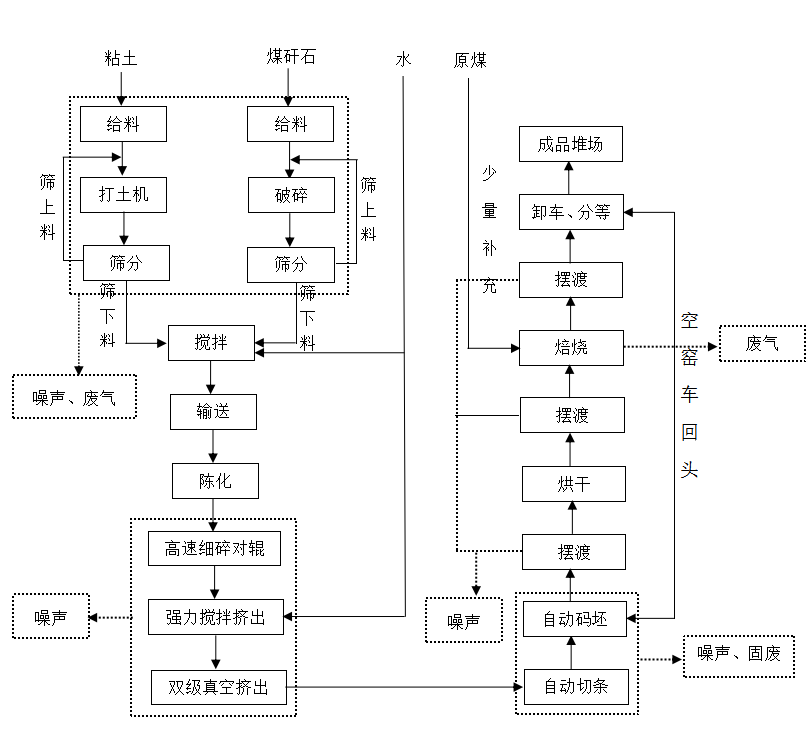 粘土
煤矸石
水
原煤
给料
给料
筛上料
打土机
破碎
筛上料
筛分
筛分
筛下料
筛下料
搅拌
噪声、废气
输送
陈化
高速细碎对辊
噪声
强力搅拌挤出
双级真空挤出
少量补充
成品堆场
卸车、分等
摆渡
焙烧
废气
空窑车回头
摆渡
烘干
摆渡
噪声
自动码坯
噪声、固废
自动切条